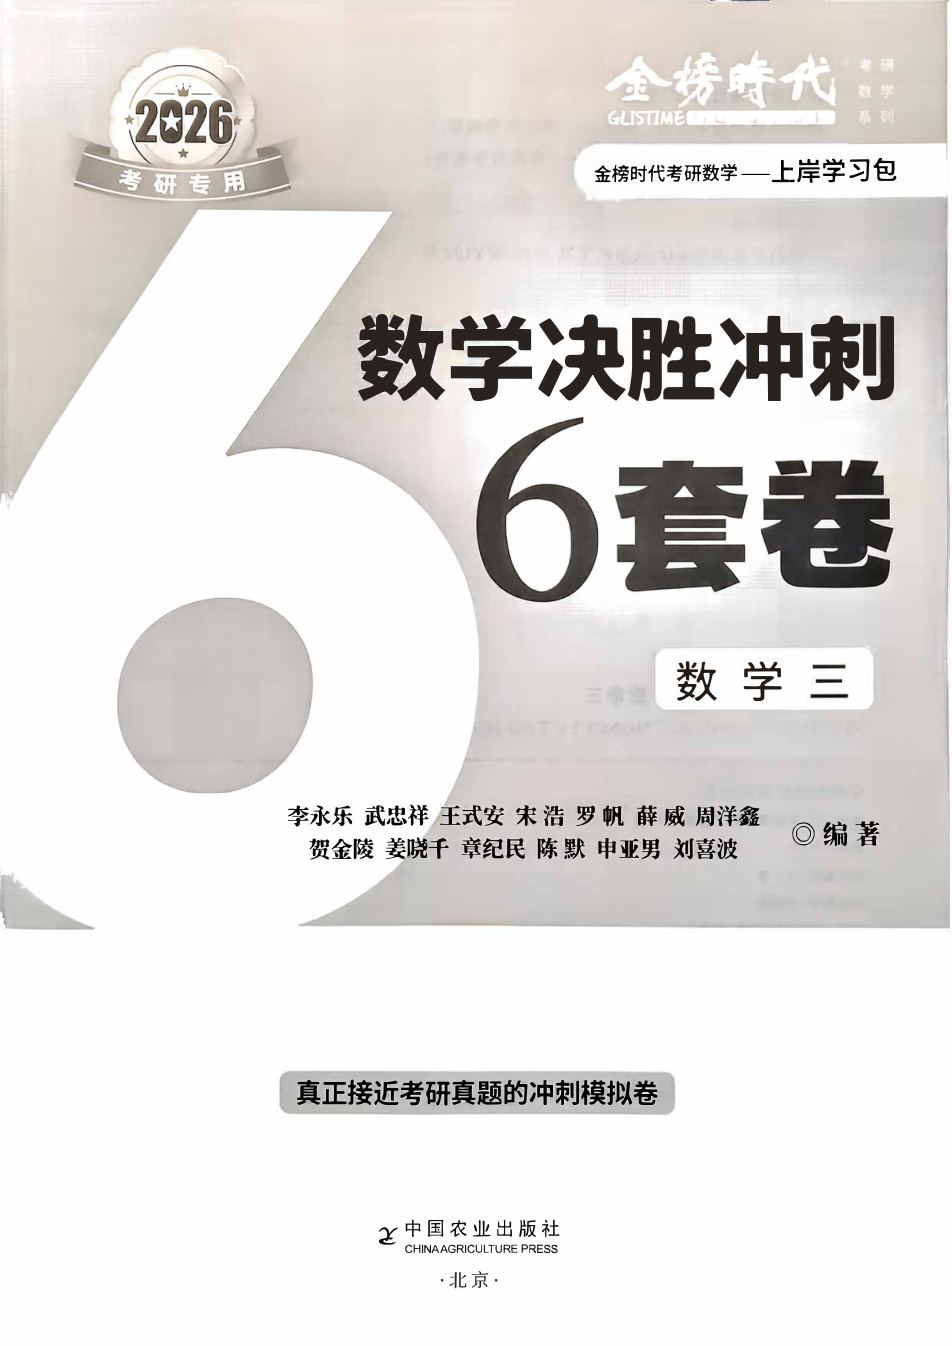 2026
考研专用
金榜時代
GLISTIME
考研
数学
系列
金榜时代考研数学——上岸学习包
数学决胜冲刺
6套卷
数学三
李永乐 武忠祥 王式安 宋浩 罗帆 薛威 周洋鑫
贺金陵 姜晓千 章纪民 陈默 申亚男 刘喜波
◎编著
真正接近考研真题的冲刺模拟卷
中国农业出版社
CHINA AGRICULTURE PRESS
·北京·